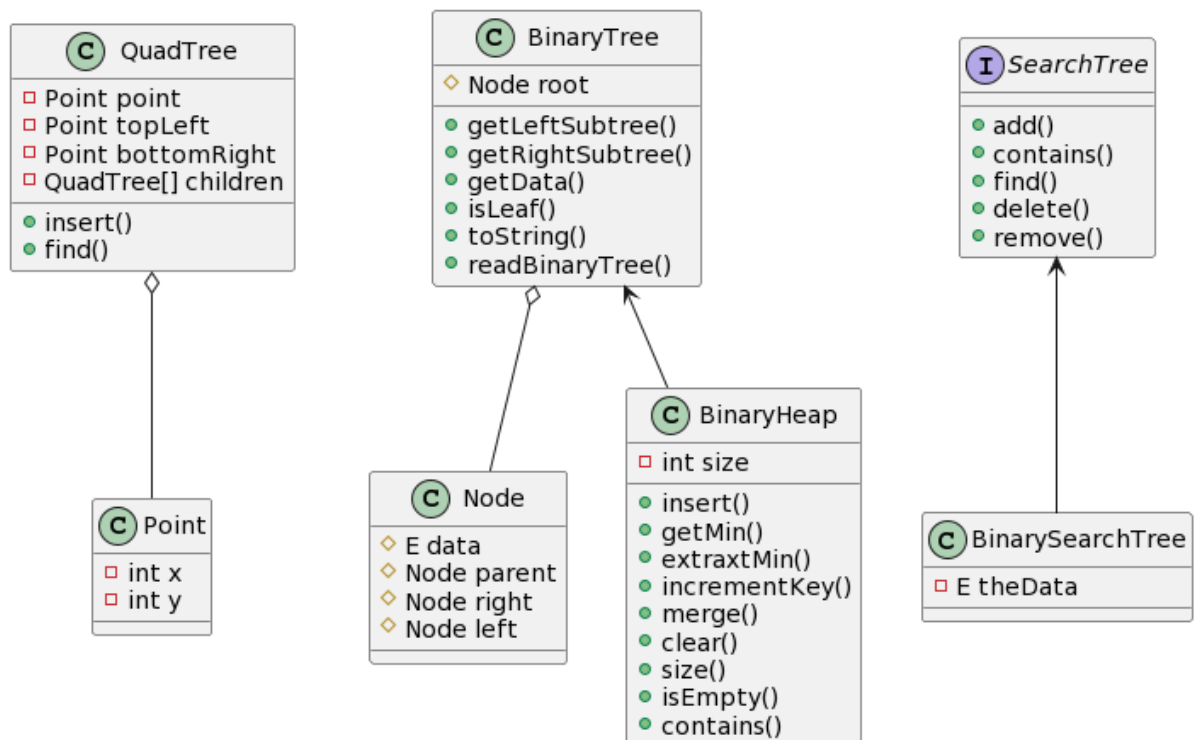 C QuadTree
Point point
Point topLeft
Point bottomRight
QuadTree[] children
insert()
find()
C BinaryTree
Node root
getLeftSubtree()
getRightSubtree()
getData()
isLeaf()
toString()
readBinaryTree()
I SearchTree
add()
contains()
find()
delete()
remove()
C Point
int x
int y
C Node
E data
Node parent
Node right
Node left
C BinaryHeap
int size
insert()
getMin()
extraxtMin()
incrementKey()
merge()
clear()
size()
isEmpty()
contains()
C BinarySearchTree
E theData